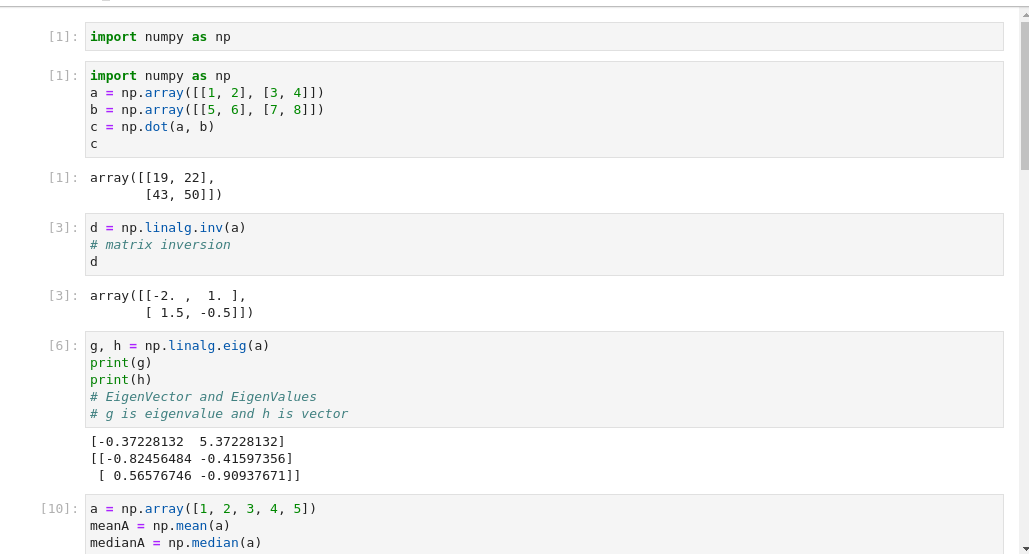 [1]: import numpy as np
[1]: import numpy as np
a = np.array([[1, 2], [3, 4]])
b = np.array([[5, 6], [7, 8]])
c = np.dot(a, b)
c
[1]: array([[19, 22],
       [43, 50]])
[3]: d = np.linalg.inv(a)
# matrix inversion
d
[3]: array([[-2. ,  1. ],
       [ 1.5, -0.5]])
[6]: g, h = np.linalg.eig(a)
print(g)
print(h)
# EigenVector and EigenValues
# g is eigenvalue and h is vector
[-0.37228132  5.37228132]
[[-0.82456484 -0.41597356]
 [ 0.56576746 -0.90937671]]
[10]: a = np.array([1, 2, 3, 4, 5])
meanA = np.mean(a)
medianA = np.median(a)